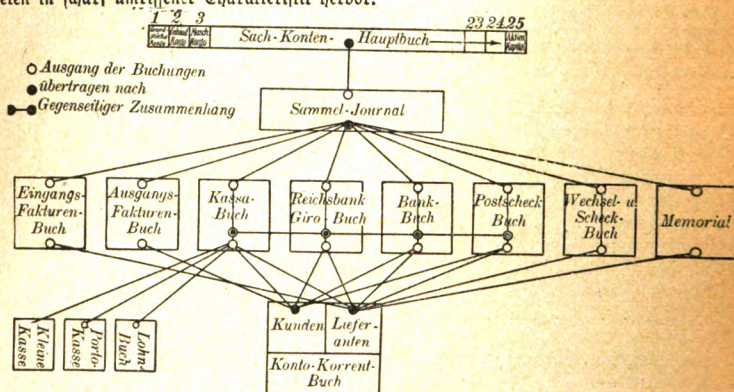 1 2 3 23 24 25
Sach-Konten- Hauptbuch
Aktien
Kapital
Ausgang der Buchungen
übertragen nach
Gegenseitiger Zusammenhang
Sammel-Journal
Eingangs-
Fakturen-
Buch
Ausgangs-
Fakturen-
Buch
Kassa-
Buch
Reichsbank
Giro-Buch
Bank-
Buch
Postscheck
Buch
Wechsel- u.
Scheck-
Buch
Memorial
Kleine
Kasse
Porto-
Kasse
Lohn-
Buch
Kunden
Liefer-
anten
Konto-Korrent-
Buch